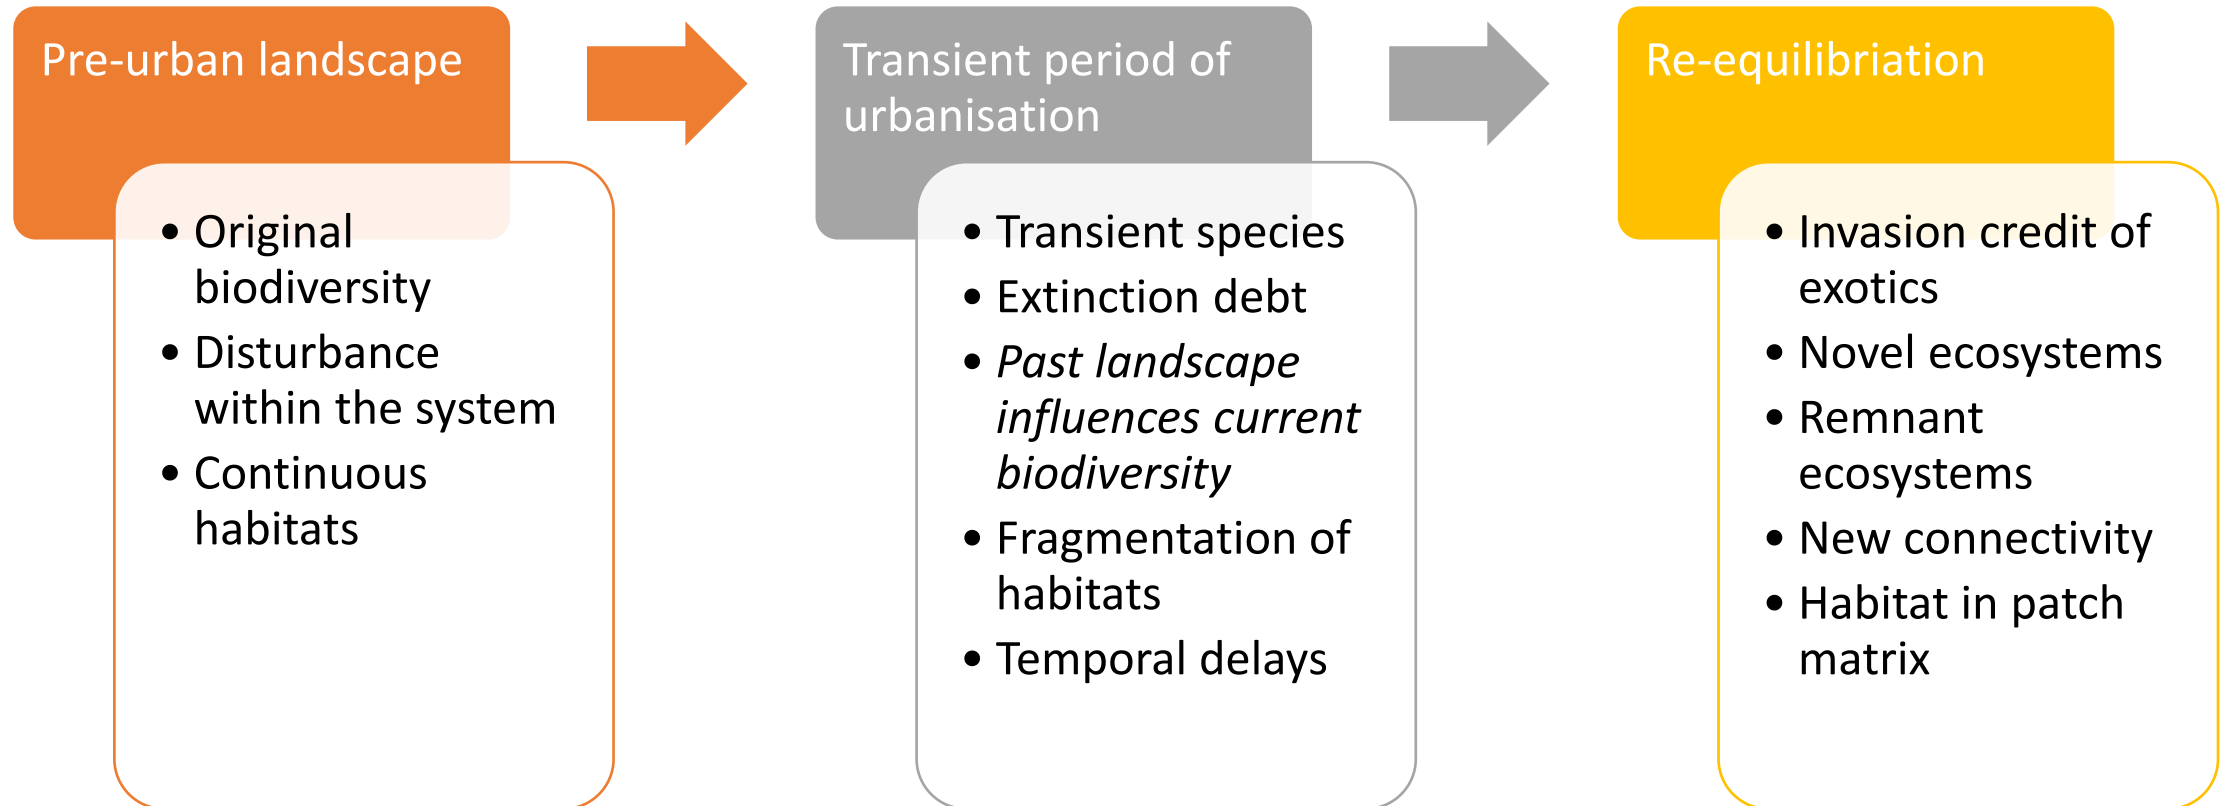 Pre-urban landscape
• Original
biodiversity
• Disturbance
within the system
• Continuous
habitats
Transient period of
urbanisation
• Transient species
• Extinction debt
• Past landscape
influences current
biodiversity
• Fragmentation of
habitats
• Temporal delays
Re-equilibriation
• Invasion credit of
exotics
• Novel ecosystems
• Remnant
ecosystems
• New connectivity
• Habitat in patch
matrix